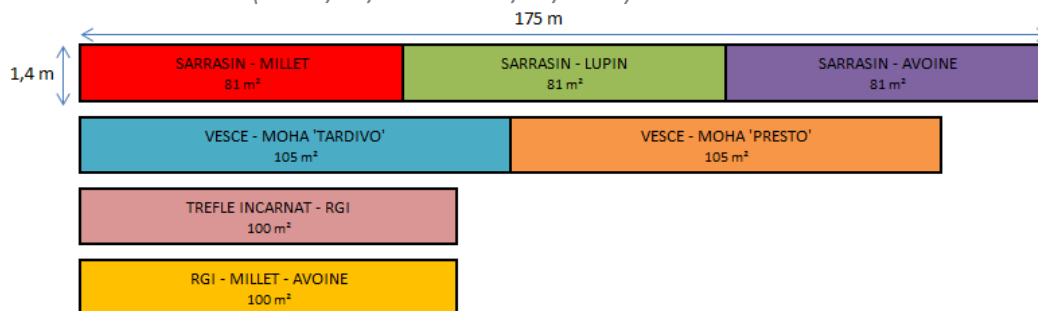 175 m
1,4 m
SARRASIN - MILLET
81 m²
SARRASIN - LUPIN
81 m²
SARRASIN - AVOINE
81 m²
VESCE - MOHA 'TARDIVO'
105 m²
VESCE - MOHA 'PRESTO'
105 m²
TREFLE INCARNAT - RGI
100 m²
RGI - MILLET - AVOINE
100 m²